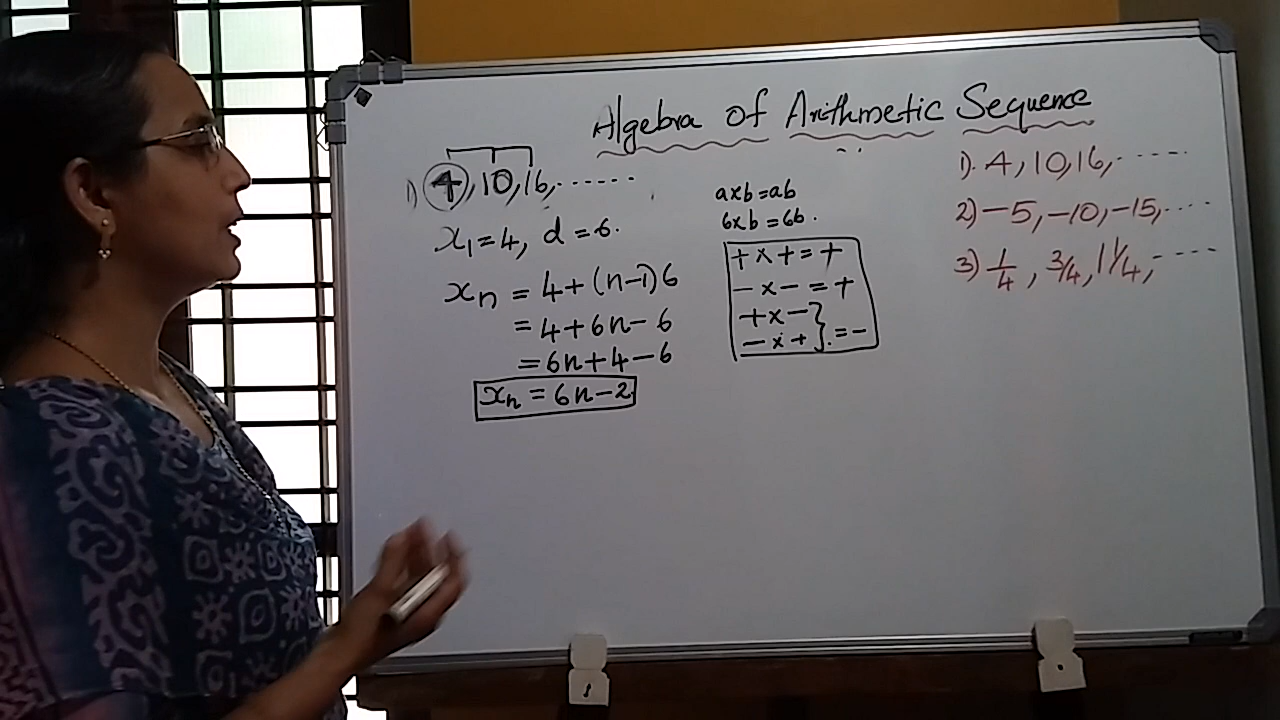 Algebra of Arithmetic Sequence
1) 4, 10, 16, ......
x₁ = 4, d = 6.
xₙ = 4 + (n-1)6
= 4 + 6n - 6
= 6n + 4 - 6
xₙ = 6n - 2
a x b = ab
6 x b = 6b.
+ x + = +
- x - = +
+ x - } . = -
- x +
1). 4, 10, 16, .....
2) -5, -10, -15, ....
3) 1/4, 3/4, 1 1/4, ----